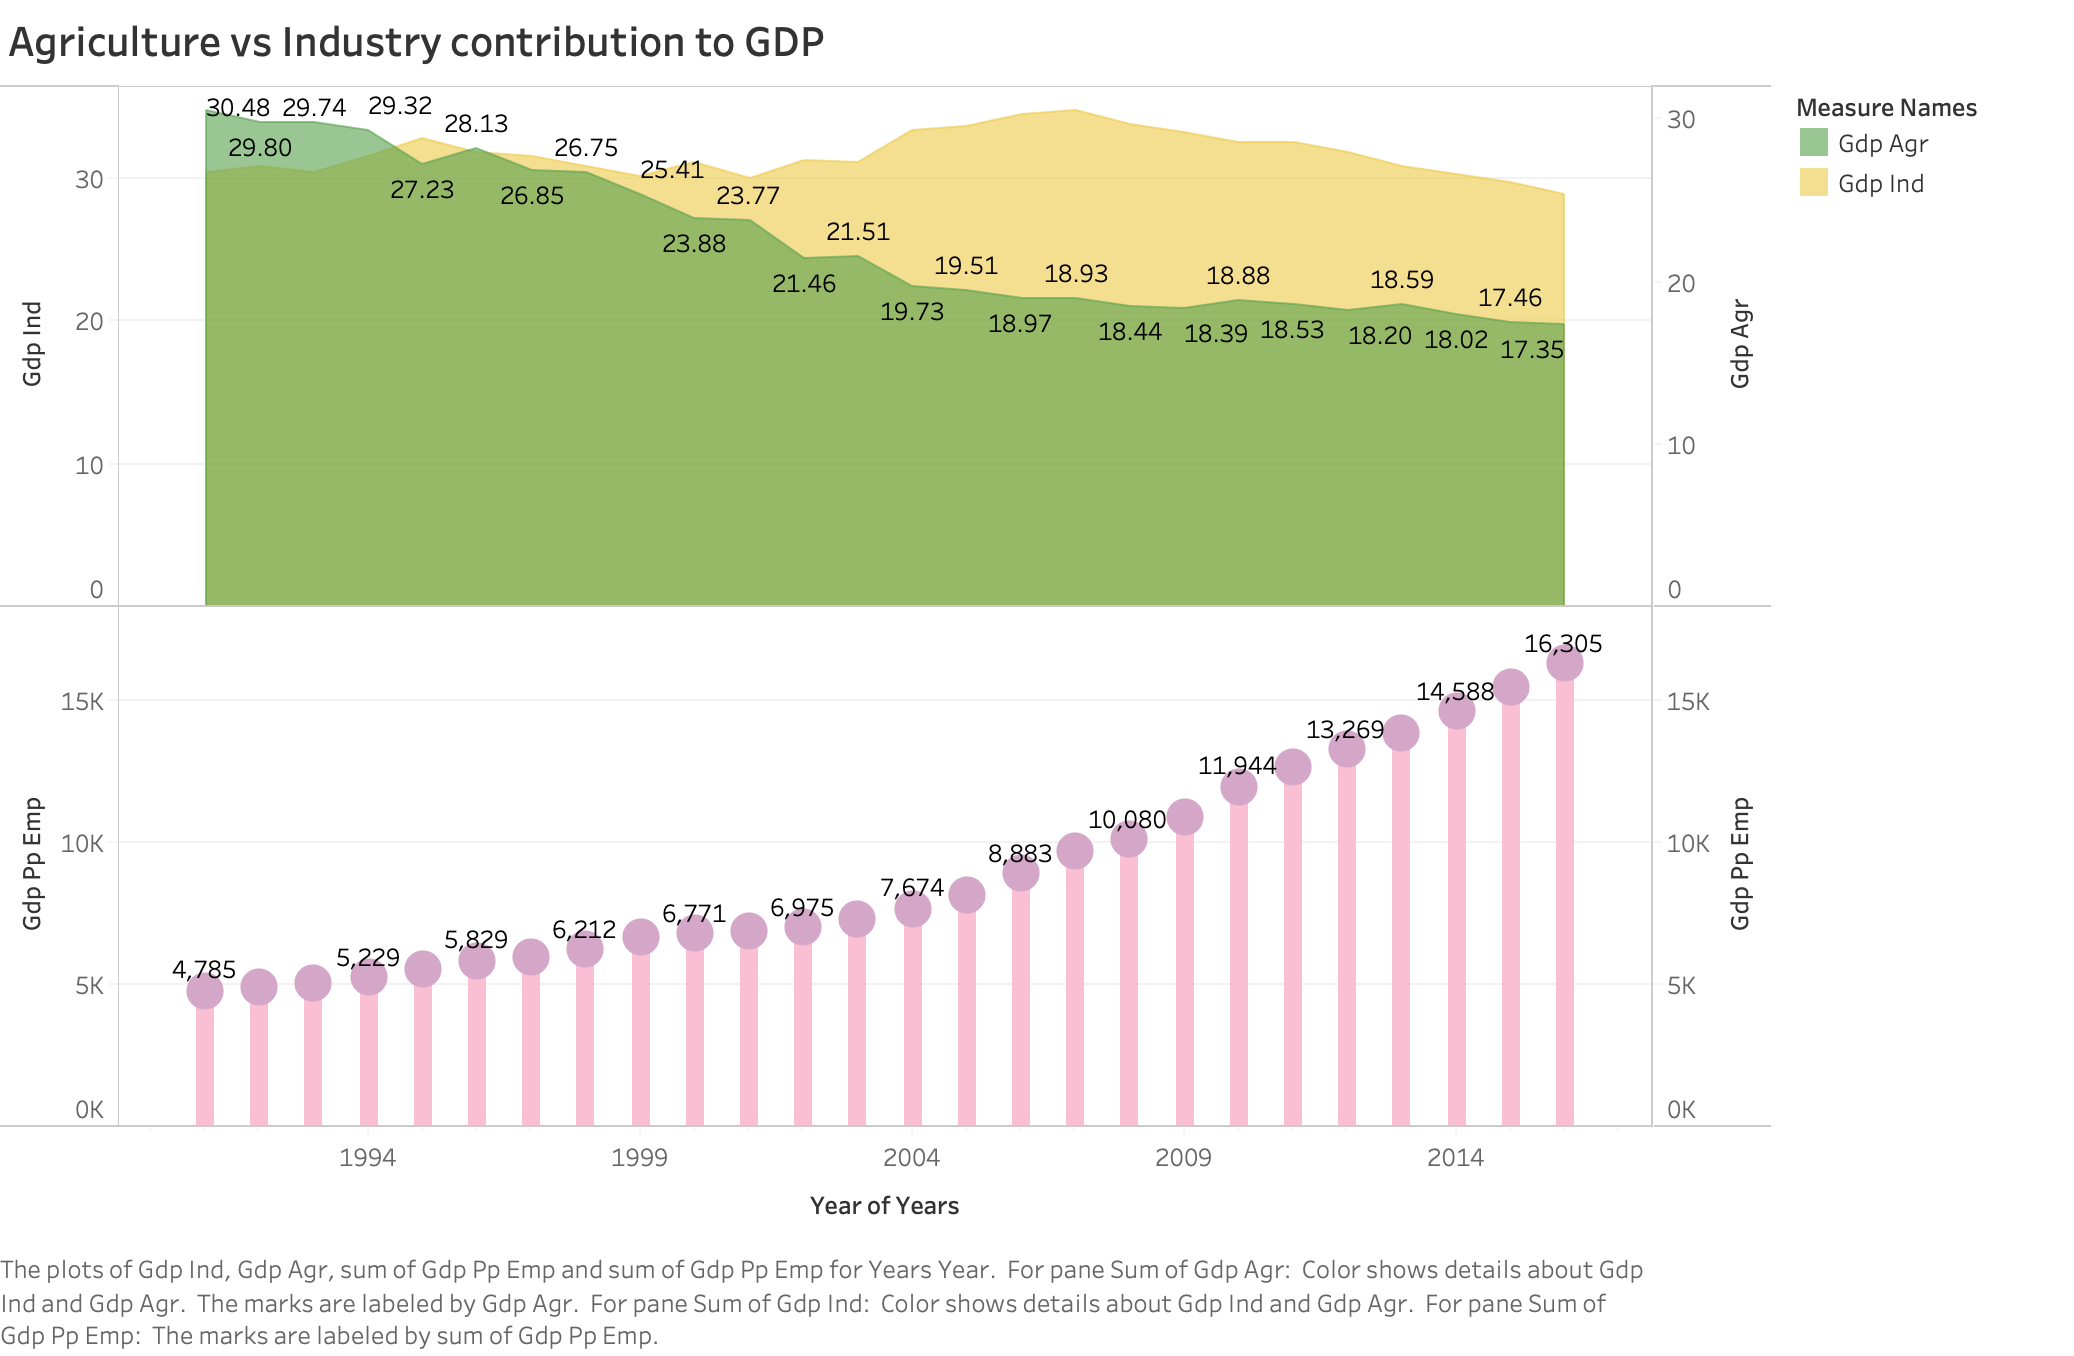 Agriculture vs Industry contribution to GDP
Measure Names
Gdp Agr
Gdp Ind
Gdp Ind
30
20
10
0
30.48 29.74 29.32
28.13
29.80
26.75
25.41
27.23
26.85
23.77
21.51
23.88
19.51
18.93
18.88
18.59
17.46
21.46
19.73
18.97
18.44
18.39
18.53
18.20
18.02
17.35
30
20
10
0
Gdp Agr
Gdp Pp Emp
15K
10K
5K
0K
4,785
5,229
5,829
6,212
6,771
6,975
7,674
8,883
10,080
11,944
13,269
14,588
16,305
15K
10K
5K
0K
Gdp Pp Emp
1994 1999 2004 2009 2014
Year of Years
The plots of Gdp Ind, Gdp Agr, sum of Gdp Pp Emp and sum of Gdp Pp Emp for Years Year.  For pane Sum of Gdp Agr:  Color shows details about Gdp
Ind and Gdp Agr.  The marks are labeled by Gdp Agr.  For pane Sum of Gdp Ind:  Color shows details about Gdp Ind and Gdp Agr.  For pane Sum of
Gdp Pp Emp:  The marks are labeled by sum of Gdp Pp Emp.